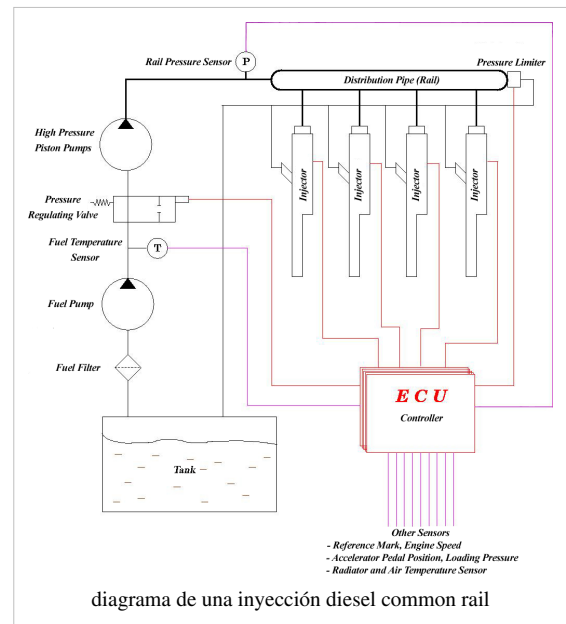 Rail Pressure Sensor
P
Pressure Limiter
Distribution Pipe (Rail)
High Pressure
Piston Pumps
Injector
Injector
Injector
Injector
Pressure
Regulating Valve
Fuel Temperature
Sensor
T
Fuel Pump
Fuel Filter
E C U
Controller
Tank
Other Sensors
- Reference Mark, Engine Speed
- Accelerator Pedal Position, Loading Pressure
- Radiator and Air Temperature Sensor
diagrama de una inyección diesel common rail